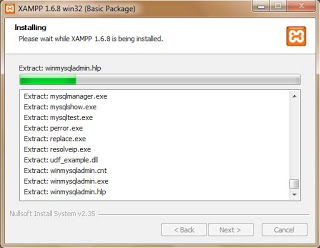 XAMPP 1.6.8 win32 (Basic Package)
Installing
Please wait while XAMPP 1.6.8 is being installed.
Extract: winmysqladmin.hlp
Extract: mysqlmanager.exe
Extract: mysqlshow.exe
Extract: mysqltest.exe
Extract: perror.exe
Extract: replace.exe
Extract: resolveip.exe
Extract: udf_example.dll
Extract: winmysqladmin.cnt
Extract: winmysqladmin.exe
Extract: winmysqladmin.hlp
Nullsoft Install System v2.35
< Back
Next >
Cancel